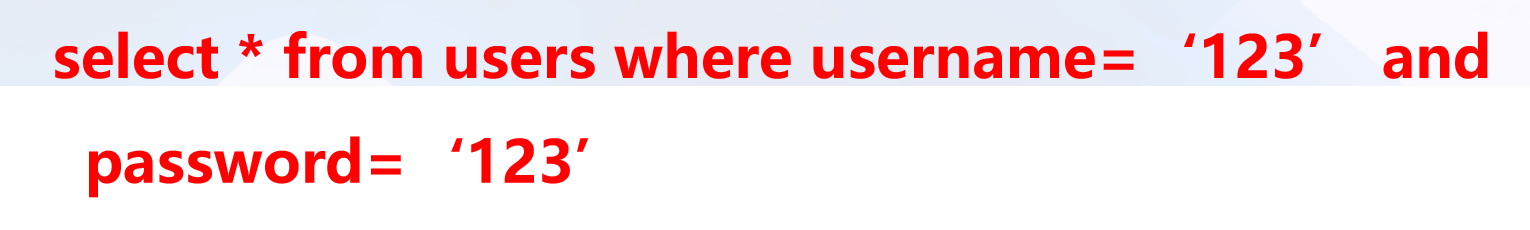 select * from users where username= ‘123’ and
password= ‘123’